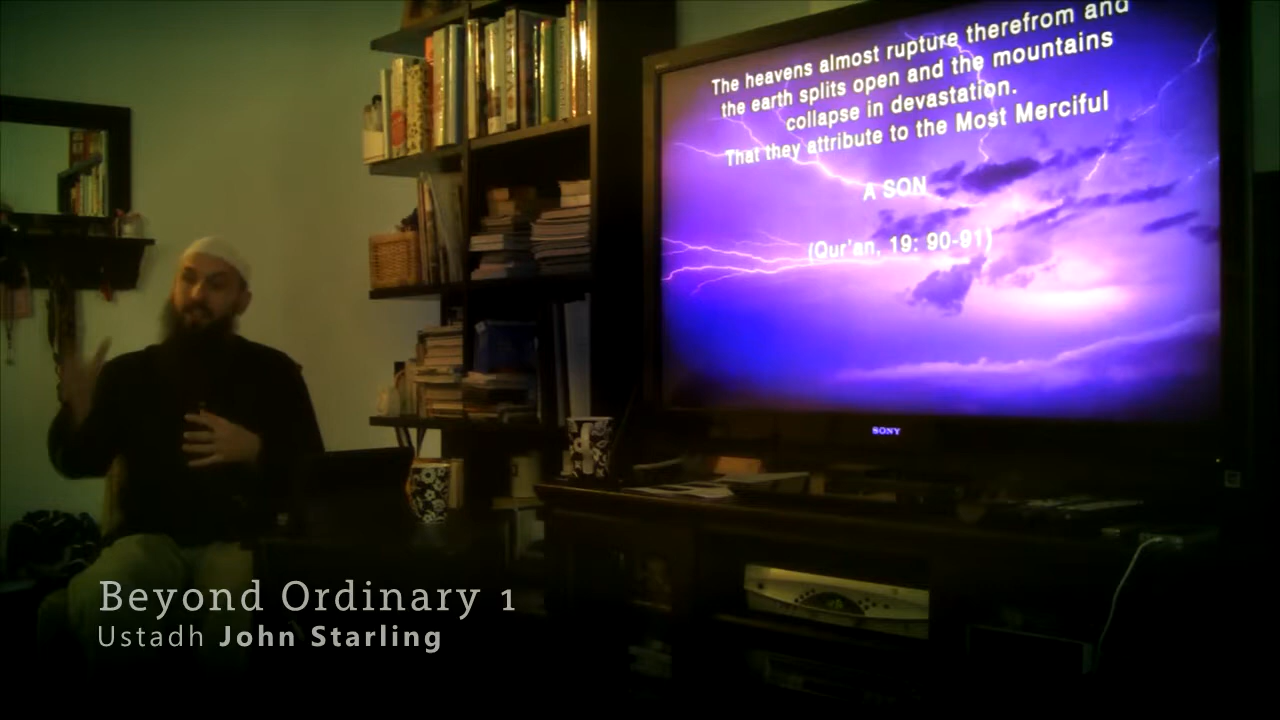 The heavens almost rupture therefrom and
the earth splits open and the mountains
collapse in devastation.
That they attribute to the Most Merciful
A SON
(Qur'an, 19: 90-91)
SONY
Beyond Ordinary 1
Ustadh John Starling